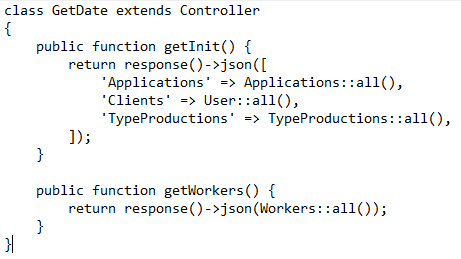 class GetDate extends Controller
{
    public function getInit() {
        return response()->json([
            'Applications' => Applications::all(),
            'Clients' => User::all(),
            'TypeProductions' => TypeProductions::all(),
        ]);
    }

    public function getWorkers() {
        return response()->json(Workers::all());
    }
}